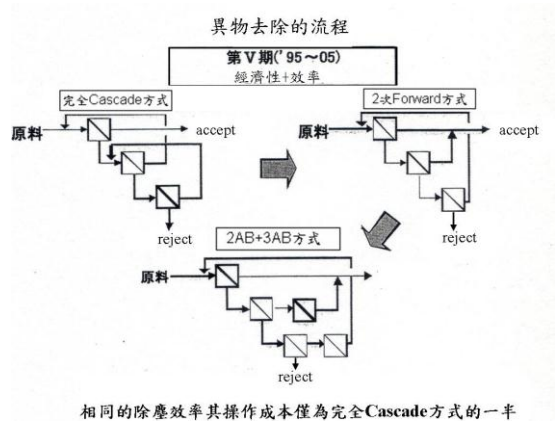 異物去除的流程
第Ⅴ期('95～05)
經濟性+效率
完全Cascade方式
2次Forward方式
原料
accept
原料
accept
reject
reject
2AB+3AB方式
原料
reject
相同的除塵效率其操作成本僅為完全Cascade方式的一半